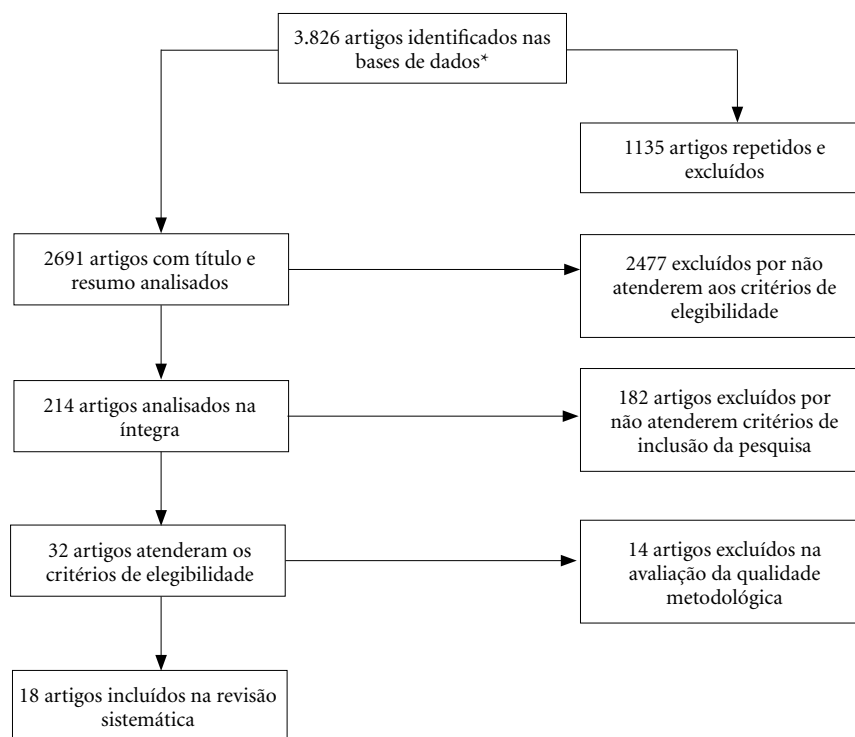 3.826 artigos identificados nas
bases de dados*
1135 artigos repetidos e
excluídos
2691 artigos com título e
resumo analisados
2477 excluídos por não
atenderem aos critérios de
elegibilidade
214 artigos analisados na
íntegra
182 artigos excluídos por
não atenderem critérios de
inclusão da pesquisa
32 artigos atenderam os
critérios de elegibilidade
14 artigos excluídos na
avaliação da qualidade
metodológica
18 artigos incluídos na revisão
sistemática